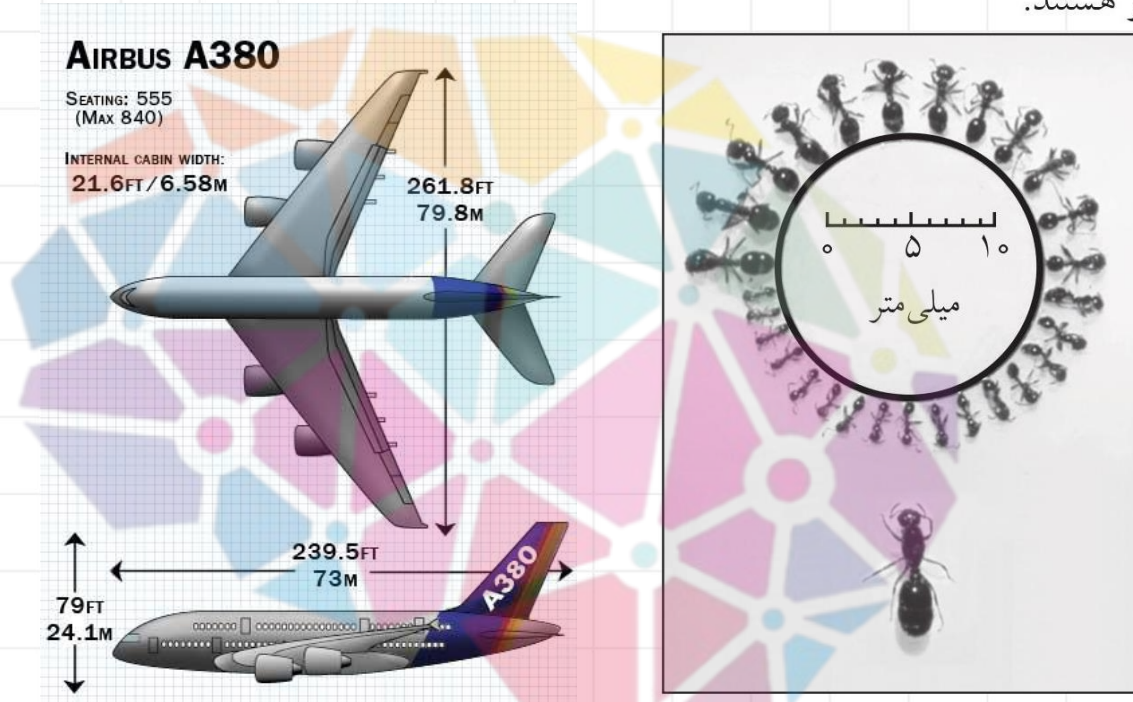 هستند.
AIRBUS A380
SEATING: 555
(MAX 840)
INTERNAL CABIN WIDTH:
21.6FT/6.58M
261.8FT
79.8M
239.5FT
73M
A380
79FT
24.1M
۰ ۵ ۱۰
میلی‌متر